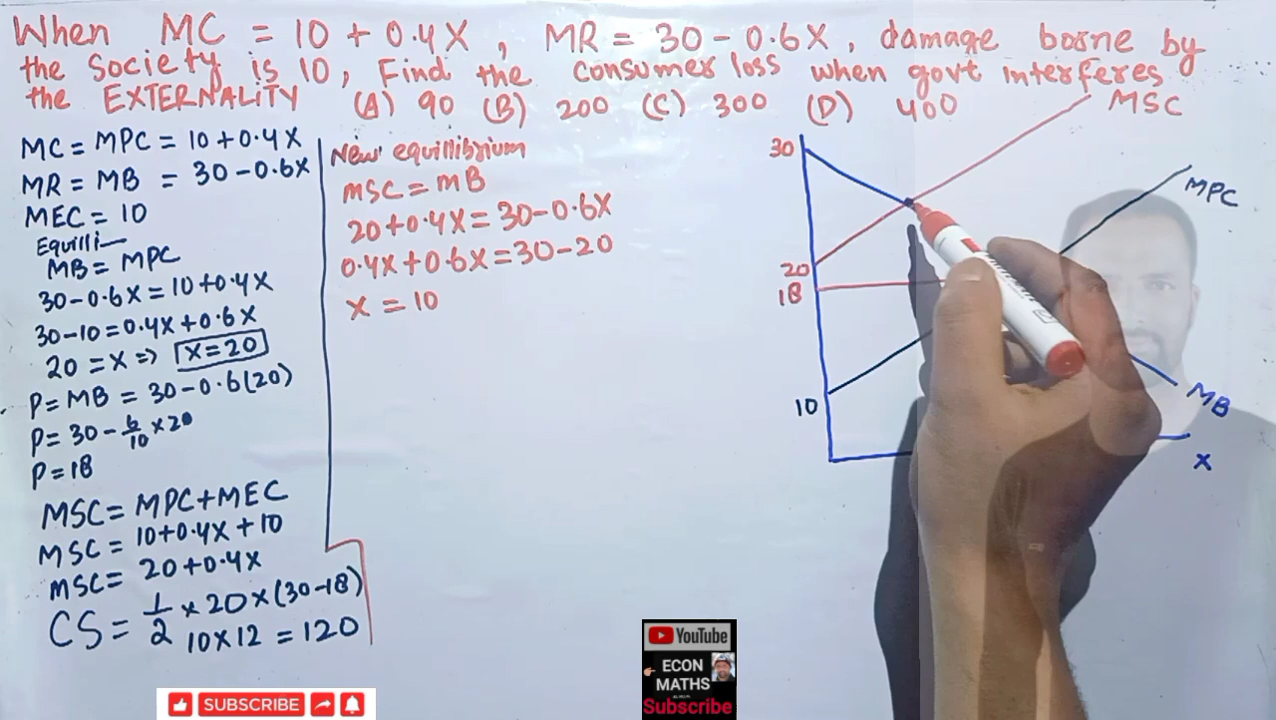 When MC = 10 + 0.4X , MR = 30 - 0.6X, damage borne by
the Society is 10, Find the consumer loss when govt interferes
the EXTERNALITY (A) 90 (B) 200 (C) 300 (D) 400
MC = MPC = 10+0.4X
MR = MB = 30-0.6X
MEC = 10
Equilli-
MB = MPC
30-0.6X = 10+0.4X
30-10 = 0.4X+0.6X
20 = X => X=20
P = MB = 30-0.6(20)
P = 30 - 6/10 × 20
P = 18
MSC = MPC+MEC
MSC = 10+0.4X+10
MSC = 20+0.4X
CS = 1/2 × 20 × (30-18)
10×12 = 120
New equillibrium
MSC = MB
20+0.4X = 30-0.6X
0.4X+0.6X = 30-20
X = 10
30
20
18
10
MSC
MPC
MB
X
SUBSCRIBE
YouTube
ECON
MATHS
Subscribe